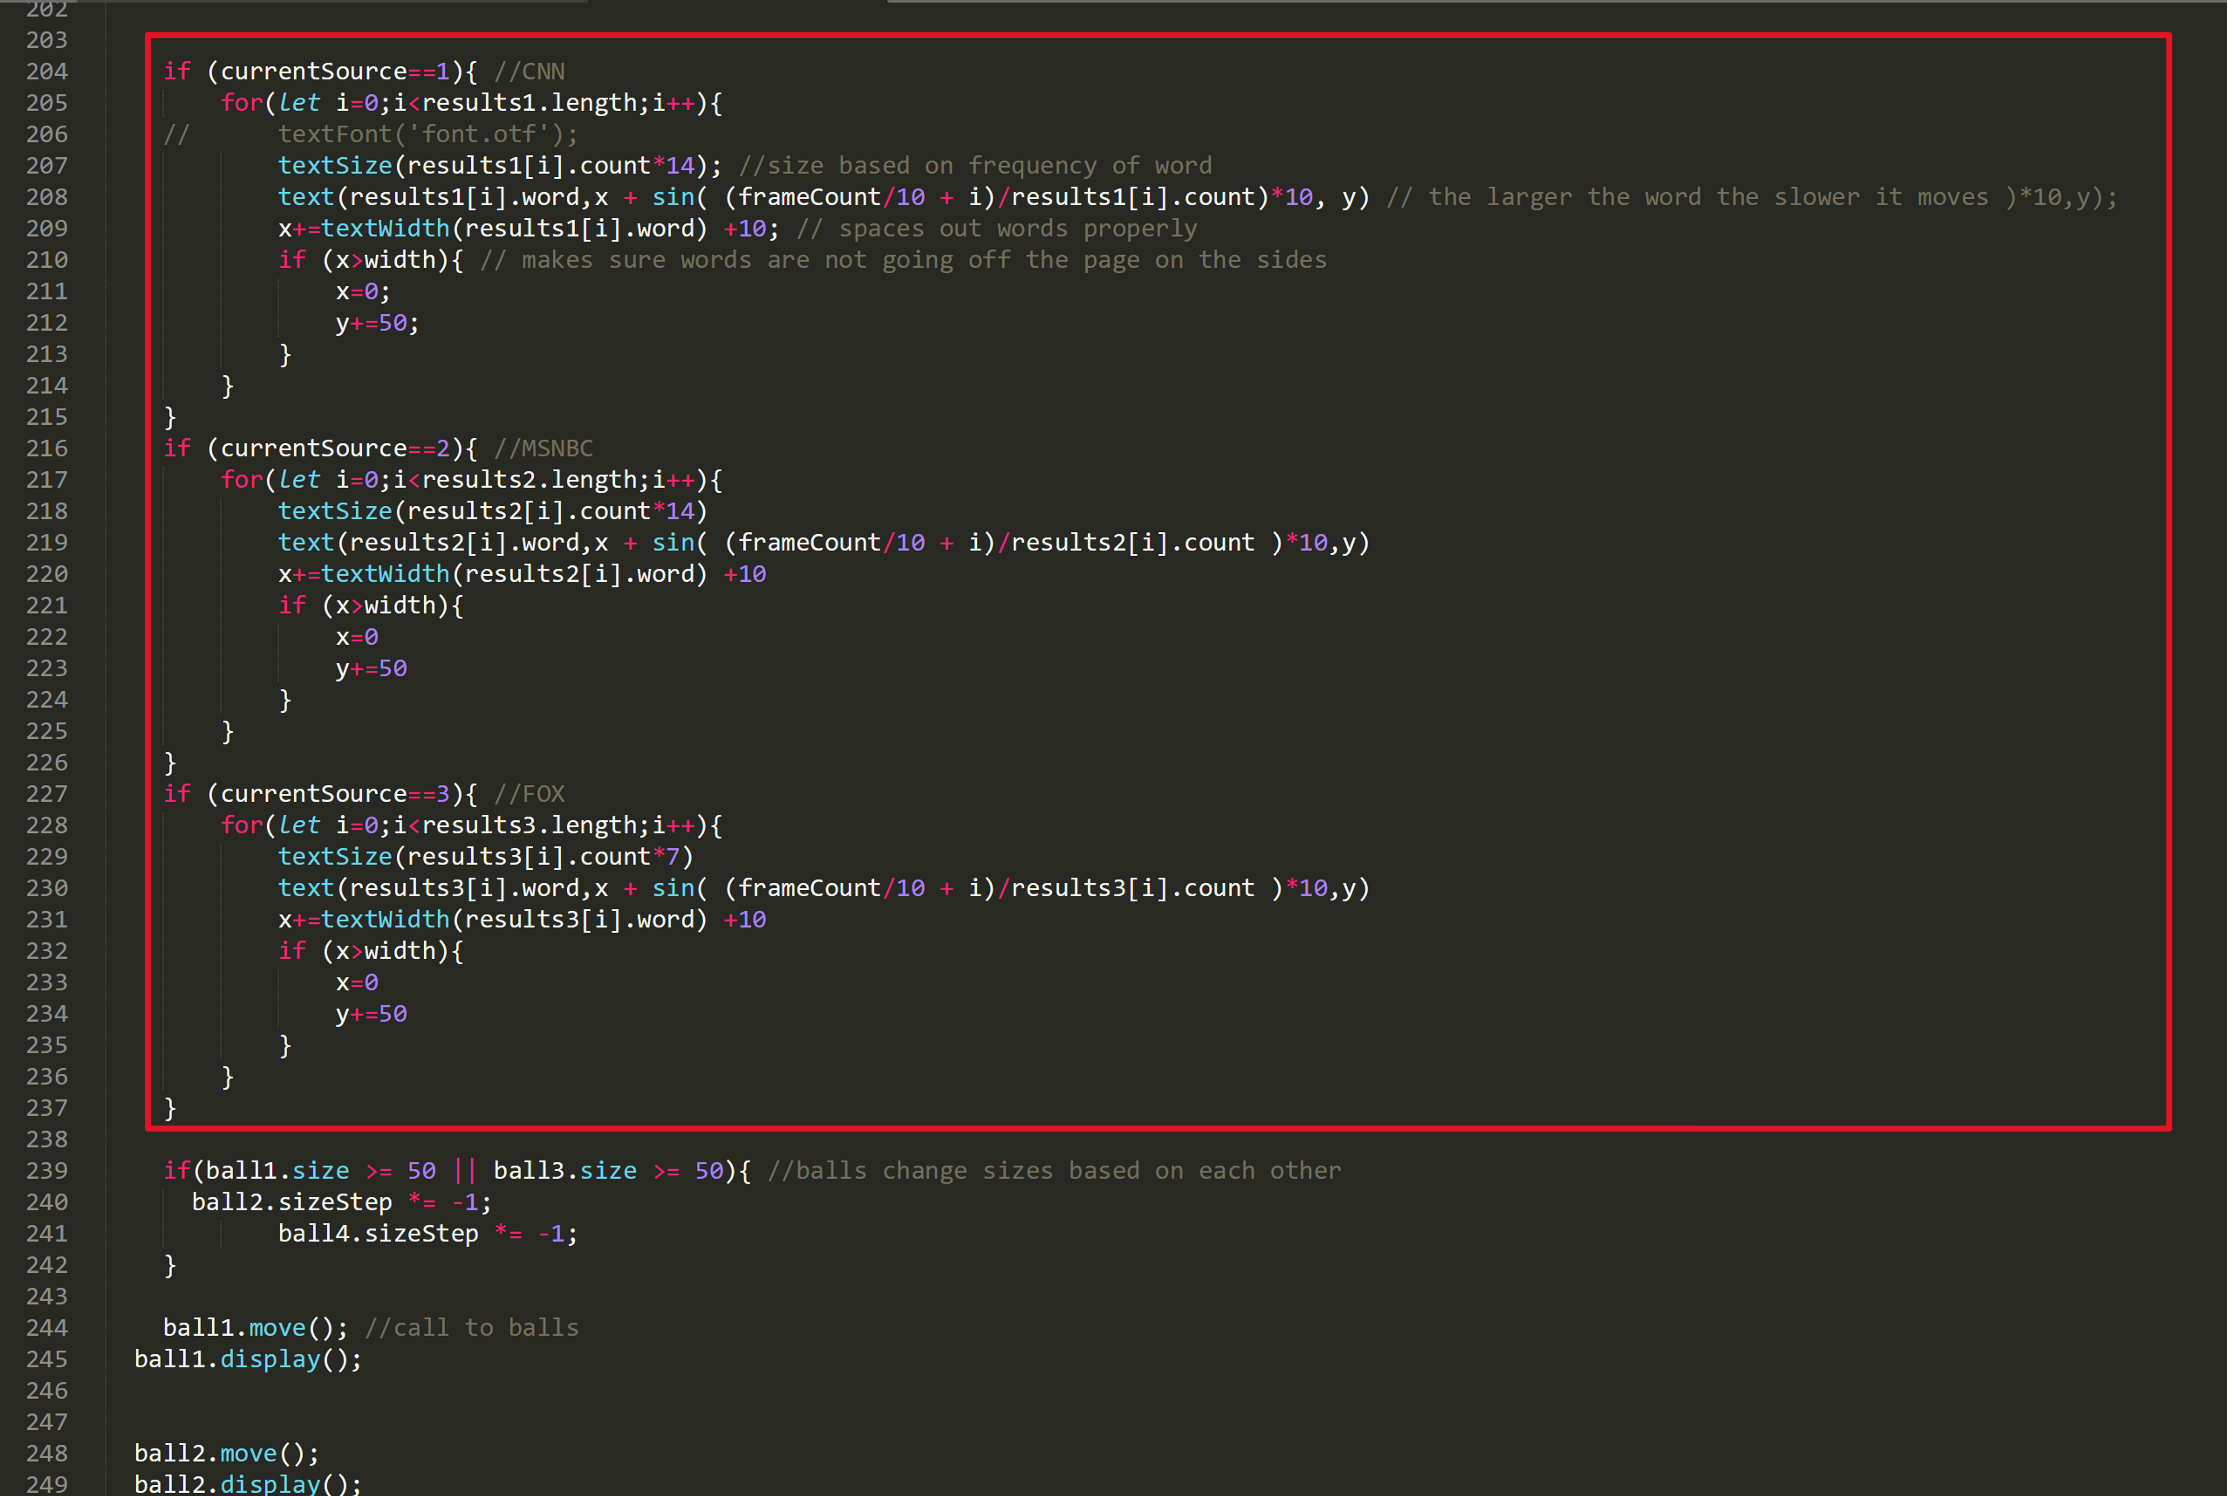 202
203
204 if (currentSource==1){ //CNN
205 for(let i=0;i<results1.length;i++){
206 // textFont('font.otf');
207 textSize(results1[i].count*14); //size based on frequency of word
208 text(results1[i].word,x + sin( (frameCount/10 + i)/results1[i].count)*10, y) // the larger the word the slower it moves )*10,y);
209 x+=textWidth(results1[i].word) +10; // spaces out words properly
210 if (x>width){ // makes sure words are not going off the page on the sides
211 x=0;
212 y+=50;
213 }
214 }
215 }
216 if (currentSource==2){ //MSNBC
217 for(let i=0;i<results2.length;i++){
218 textSize(results2[i].count*14)
219 text(results2[i].word,x + sin( (frameCount/10 + i)/results2[i].count )*10,y)
220 x+=textWidth(results2[i].word) +10
221 if (x>width){
222 x=0
223 y+=50
224 }
225 }
226 }
227 if (currentSource==3){ //FOX
228 for(let i=0;i<results3.length;i++){
229 textSize(results3[i].count*7)
230 text(results3[i].word,x + sin( (frameCount/10 + i)/results3[i].count )*10,y)
231 x+=textWidth(results3[i].word) +10
232 if (x>width){
233 x=0
234 y+=50
235 }
236 }
237 }
238
239 if(ball1.size >= 50 || ball3.size >= 50){ //balls change sizes based on each other
240 ball2.sizeStep *= -1;
241 ball4.sizeStep *= -1;
242 }
243
244 ball1.move(); //call to balls
245 ball1.display();
246
247
248 ball2.move();
249 ball2.display();